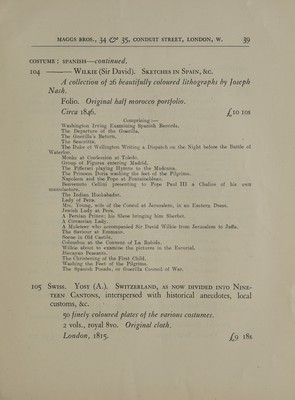 MAGGS BROS., 34 & 35, CONDUIT STREET, LONDON, W. 39
COSTUME : SPANISH—continued.
104 ——— WILKIE (Sir David). SKETCHES IN SPAIN, &c.
A collection of 26 beautifully coloured lithographs by Joseph
Nash.
Folio. Original half morocco portfolio.
Circa 1846. £10 10s
Comprising :—
Washington Irving Examining Spanish Records.
The Departure of the Guerilla.
The Guerilla's Return.
The Senorita.
The Duke of Wellington Writing a Dispatch on the Night before the Battle of
Waterloo.
Monks at Confession at Toledo.
Group of Figures entering Madrid.
The Pifferari playing Hymns to the Madonna.
The Princess Doria washing the feet of the Pilgrims.
Napoleon and the Pope at Fontainebleau.
Benvenuto Cellini presenting to Pope Paul III a Chalice of his own
manufacture.
The Indian Hookabadar.
Lady of Pera.
Mrs. Young, wife of the Consul at Jerusalem, in an Eastern Dress.
Jewish Lady at Pera.
A Persian Prince; his Slave bringing him Sherbet.
A Circassian Lady.
A Muleteer who accompanied Sir David Wilkie from Jerusalem to Jaffa.
The Saviour at Emmaus.
Scene in Old Castile.
Columbus at the Convent of La Rabida.
Wilkie about to examine the pictures in the Escurial.
Biscayan Peasants.
The Christening of the First Child.
Washing the Feet of the Pilgrims.
The Spanish Posada, or Guerilla Council of War.
105 SWISS. YOSY (A.). SWITZERLAND, AS NOW DIVIDED INTO NINE-
TEEN CANTONS, interspersed with historical anecdotes, local
customs, &c.
50 finely coloured plates of the various costumes.
2 vols., royal 8vo. Original cloth.
London, 1815. £9 18s